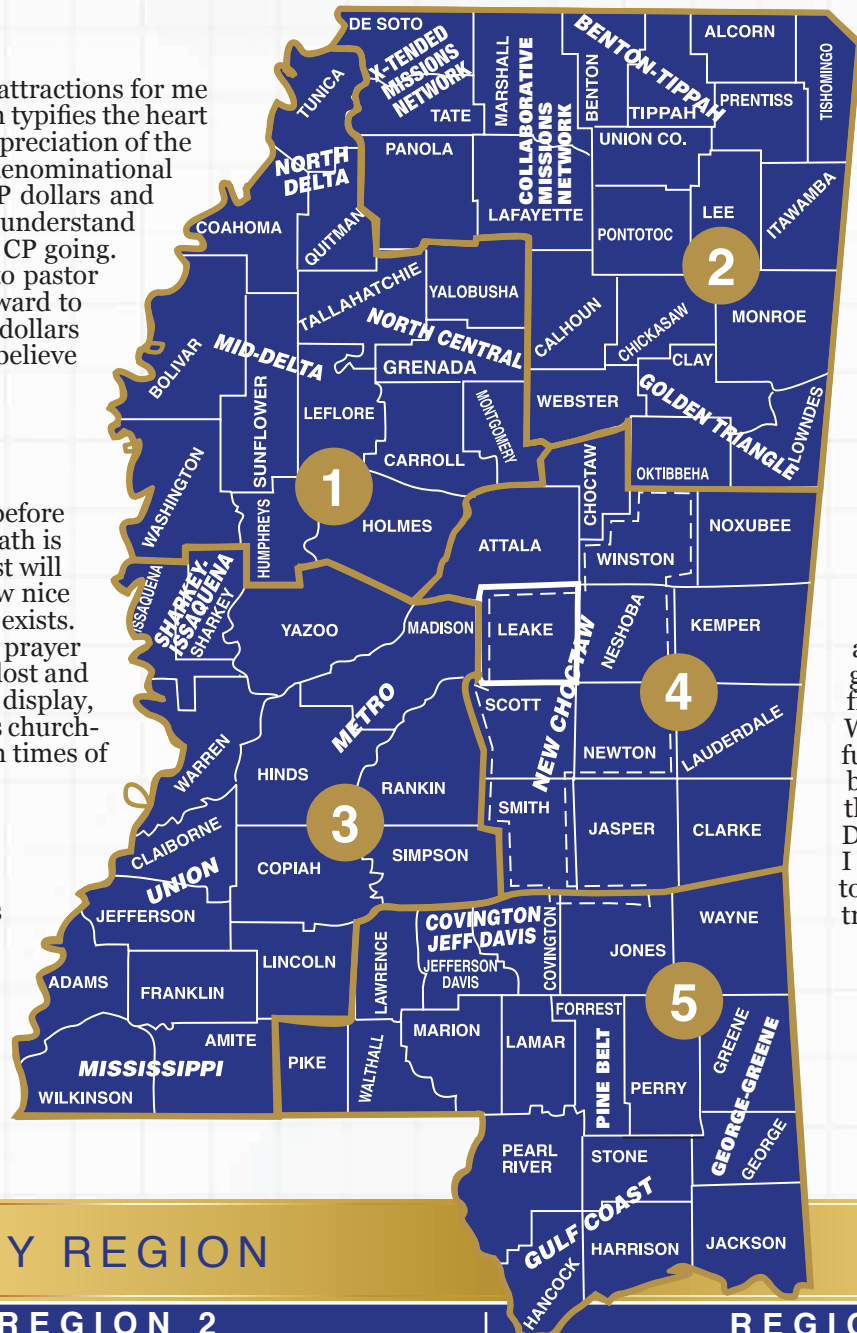 attractions for me
typifies the heart
preciation of the
enominational
dollars and
understand
CP going.
to pastor
ward to
dollars
believe
before
ath is
st will
w nice
exists.
prayer
lost and
display,
s church-
n times of
s
DE SOTO
X-TENDED
MISSIONS
NETWORK
TUNICA
TATE
MARSHALL
COLLABORATIVE
MISSIONS
NETWORK
BENTON
BENTON-TIPPAH
TIPPAH
ALCORN
PRENTISS
TISHOMINGO
UNION CO.
PANOLA
NORTH
DELTA
COAHOMA
QUITMAN
LAFAYETTE
PONTOTOC
LEE
ITAWAMBA
2
TALLAHATCHIE
YALOBUSHA
NORTH CENTRAL
CALHOUN
CHICKASAW
MONROE
BOLIVAR
MID-DELTA
SUNFLOWER
LEFLORE
GRENADA
CLAY
GOLDEN TRIANGLE
WEBSTER
LOWNDES
MONTGOMERY
CARROLL
OKTIBBEHA
1
WASHINGTON
HUMPHREYS
HOLMES
CHOCTAW
ATTALA
WINSTON
NOXUBEE
ISSAQUENA
SHARKEY-
ISSAQUENA
SHARKEY
YAZOO
MADISON
LEAKE
NESHOBA
KEMPER
4
METRO
SCOTT
NEW CHOCTAW
NEWTON
LAUDERDALE
WARREN
HINDS
RANKIN
SMITH
JASPER
CLARKE
3
CLAIBORNE
COPIAH
SIMPSON
UNION
JEFFERSON
LINCOLN
LAWRENCE
COVINGTON
JEFF DAVIS
JEFFERSON
DAVIS
COVINGTON
JONES
WAYNE
5
ADAMS
FRANKLIN
AMITE
MISSISSIPPI
WILKINSON
PIKE
WALTHALL
MARION
LAMAR
FORREST
PINE BELT
PERRY
GREENE
GEORGE-GREENE
GEORGE
PEARL
RIVER
STONE
GULF COAST
HANCOCK
HARRISON
JACKSON
a
g
fi
W
fu
b
th
D
I
to
tr
Y REGION
REGION 2
REGIO